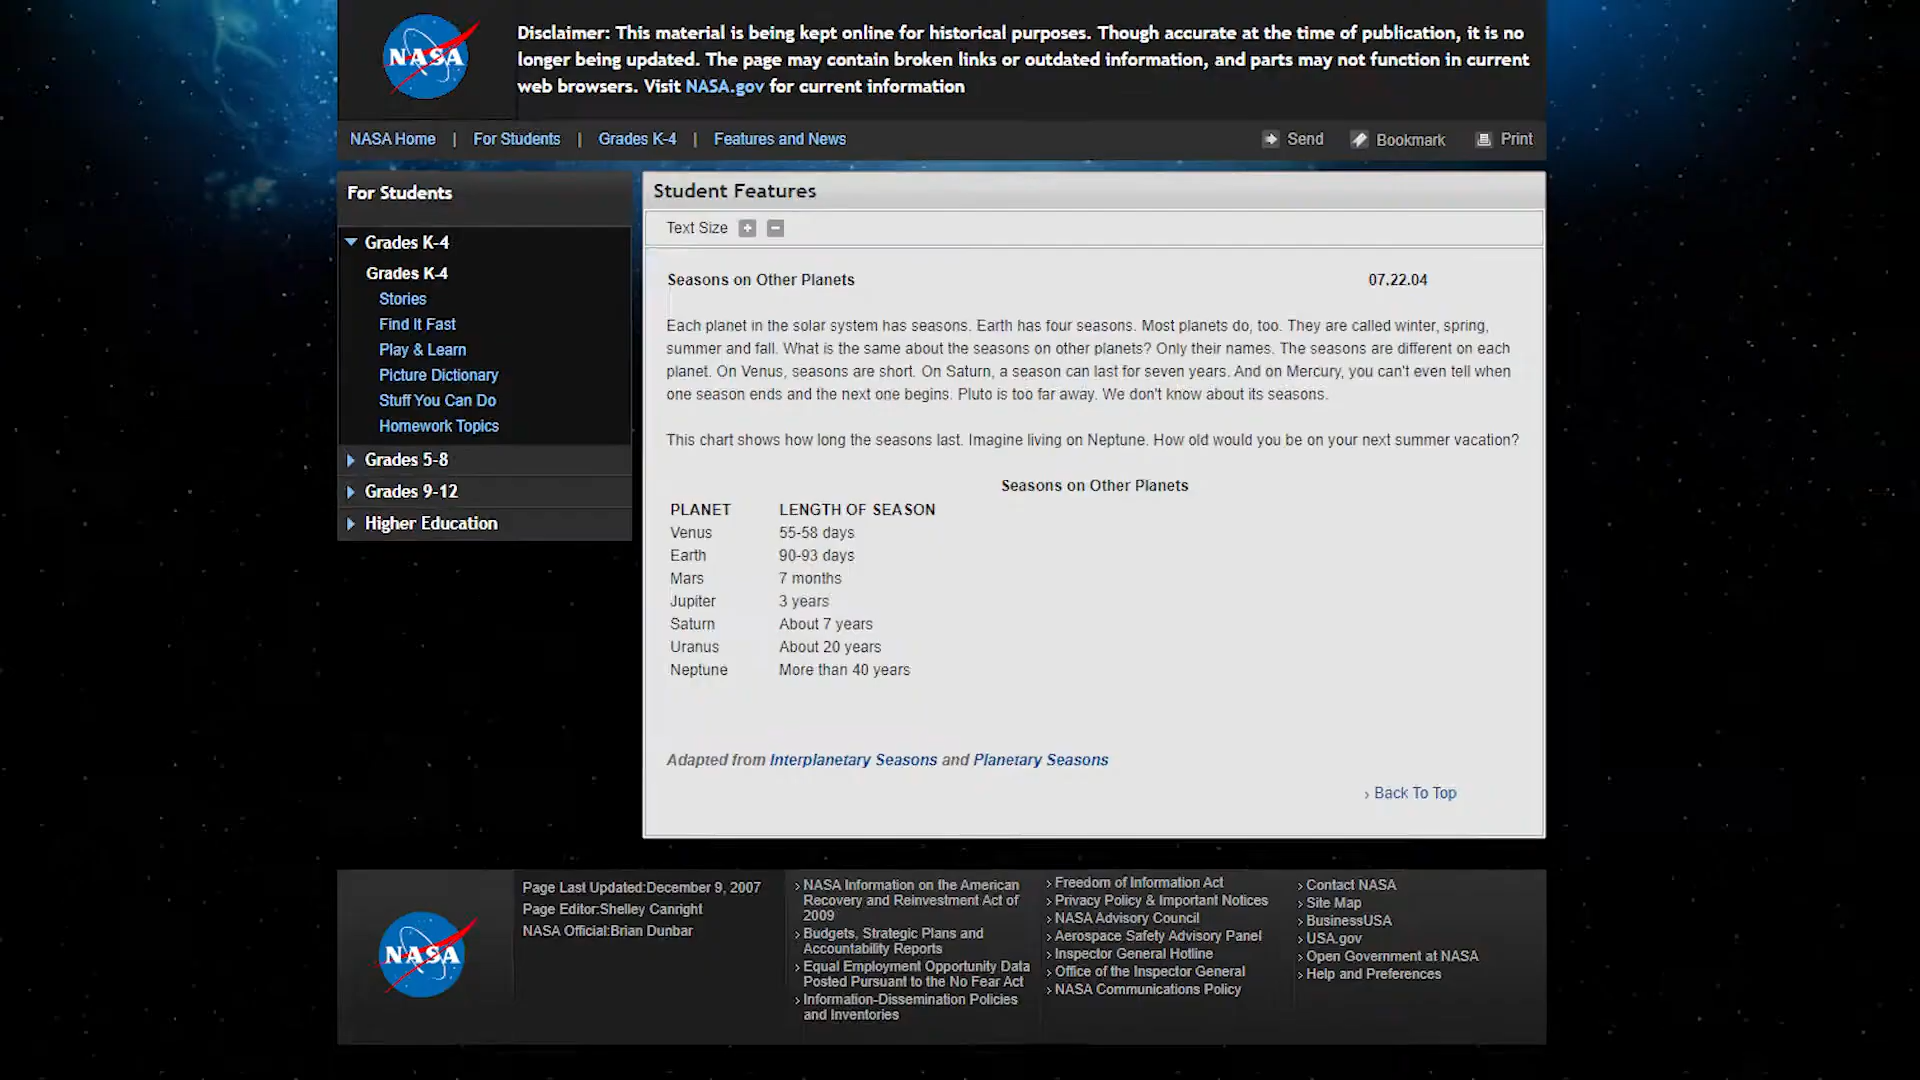 NASA
Disclaimer: This material is being kept online for historical purposes. Though accurate at the time of publication, it is no
longer being updated. The page may contain broken links or outdated information, and parts may not function in current
web browsers. Visit NASA.gov for current information
NASA Home | For Students | Grades K-4 | Features and News
Send Bookmark Print
For Students
Grades K-4
Grades K-4
Stories
Find It Fast
Play & Learn
Picture Dictionary
Stuff You Can Do
Homework Topics
Grades 5-8
Grades 9-12
Higher Education
Student Features
Text Size + -
Seasons on Other Planets 07.22.04
Each planet in the solar system has seasons. Earth has four seasons. Most planets do, too. They are called winter, spring,
summer and fall. What is the same about the seasons on other planets? Only their names. The seasons are different on each
planet. On Venus, seasons are short. On Saturn, a season can last for seven years. And on Mercury, you can't even tell when
one season ends and the next one begins. Pluto is too far away. We don't know about its seasons.
This chart shows how long the seasons last. Imagine living on Neptune. How old would you be on your next summer vacation?
Seasons on Other Planets
PLANET LENGTH OF SEASON
Venus 55-58 days
Earth 90-93 days
Mars 7 months
Jupiter 3 years
Saturn About 7 years
Uranus About 20 years
Neptune More than 40 years
Adapted from Interplanetary Seasons and Planetary Seasons
› Back To Top
NASA
Page Last Updated:December 9, 2007
Page Editor:Shelley Canright
NASA Official:Brian Dunbar
› NASA Information on the American
Recovery and Reinvestment Act of
2009
› Budgets, Strategic Plans and
Accountability Reports
› Equal Employment Opportunity Data
Posted Pursuant to the No Fear Act
› Information-Dissemination Policies
and Inventories
› Freedom of Information Act
› Privacy Policy & Important Notices
› NASA Advisory Council
› Aerospace Safety Advisory Panel
› Inspector General Hotline
› Office of the Inspector General
› NASA Communications Policy
› Contact NASA
› Site Map
› BusinessUSA
› USA.gov
› Open Government at NASA
› Help and Preferences